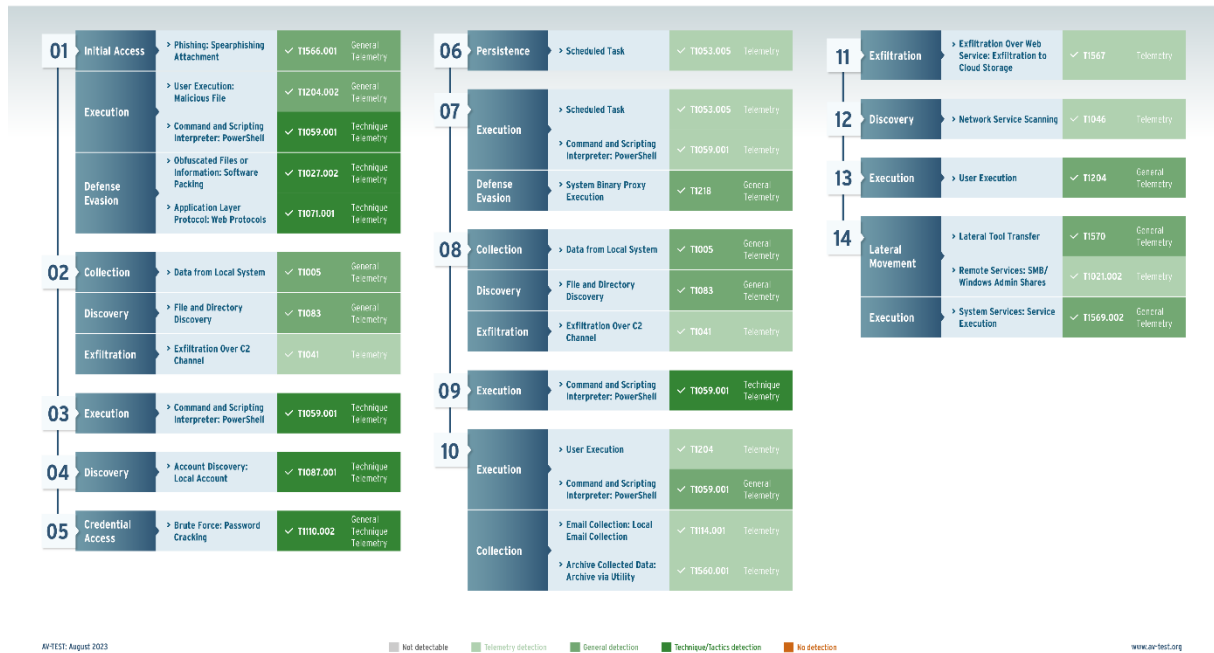 01
Initial Access
> Phishing: Spearphishing
Attachment
✓ T1566.001
General
Telemetry
Execution
> User Execution:
Malicious File
✓ T1204.002
General
Telemetry
> Command and Scripting
Interpreter: PowerShell
✓ T1059.001
Technique
Telemetry
Defense
Evasion
> Obfuscated Files or
Information: Software
Packing
✓ T1027.002
Technique
Telemetry
> Application Layer
Protocol: Web Protocols
✓ T1071.001
Technique
Telemetry
02
Collection
> Data from Local System
✓ T1005
General
Telemetry
Discovery
> File and Directory
Discovery
✓ T1083
General
Telemetry
Exfiltration
> Exfiltration Over C2
Channel
✓ T1041
Telemetry
03
Execution
> Command and Scripting
Interpreter: PowerShell
✓ T1059.001
Technique
Telemetry
04
Discovery
> Account Discovery:
Local Account
✓ T1087.001
Technique
Telemetry
05
Credential
Access
> Brute Force: Password
Cracking
✓ T1110.002
General
Technique
Telemetry
06
Persistence
> Scheduled Task
✓ T1053.005
Telemetry
07
Execution
> Scheduled Task
✓ T1053.005
Telemetry
> Command and Scripting
Interpreter: PowerShell
✓ T1059.001
Telemetry
Defense
Evasion
> System Binary Proxy
Execution
✓ T1218
General
Telemetry
08
Collection
> Data from Local System
✓ T1005
General
Telemetry
Discovery
> File and Directory
Discovery
✓ T1083
General
Telemetry
Exfiltration
> Exfiltration Over C2
Channel
✓ T1041
Telemetry
09
Execution
> Command and Scripting
Interpreter: PowerShell
✓ T1059.001
Technique
Telemetry
10
Execution
> User Execution
✓ T1204
Telemetry
> Command and Scripting
Interpreter: PowerShell
✓ T1059.001
General
Telemetry
Collection
> Email Collection: Local
Email Collection
✓ T1114.001
Telemetry
> Archive Collected Data:
Archive via Utility
✓ T1560.001
Telemetry
11
Exfiltration
> Exfiltration Over Web
Service: Exfiltration to
Cloud Storage
✓ T1567
Telemetry
12
Discovery
> Network Service Scanning
✓ T1046
Telemetry
13
Execution
> User Execution
✓ T1204
General
Telemetry
14
Lateral
Movement
> Lateral Tool Transfer
✓ T1570
General
Telemetry
> Remote Services: SMB/
Windows Admin Shares
✓ T1021.002
Telemetry
Execution
> System Services: Service
Execution
✓ T1569.002
General
Telemetry
AV-TEST: August 2023
Not detectable
Telemetry detection
General detection
Technique/Tactics detection
No detection
www.av-test.org